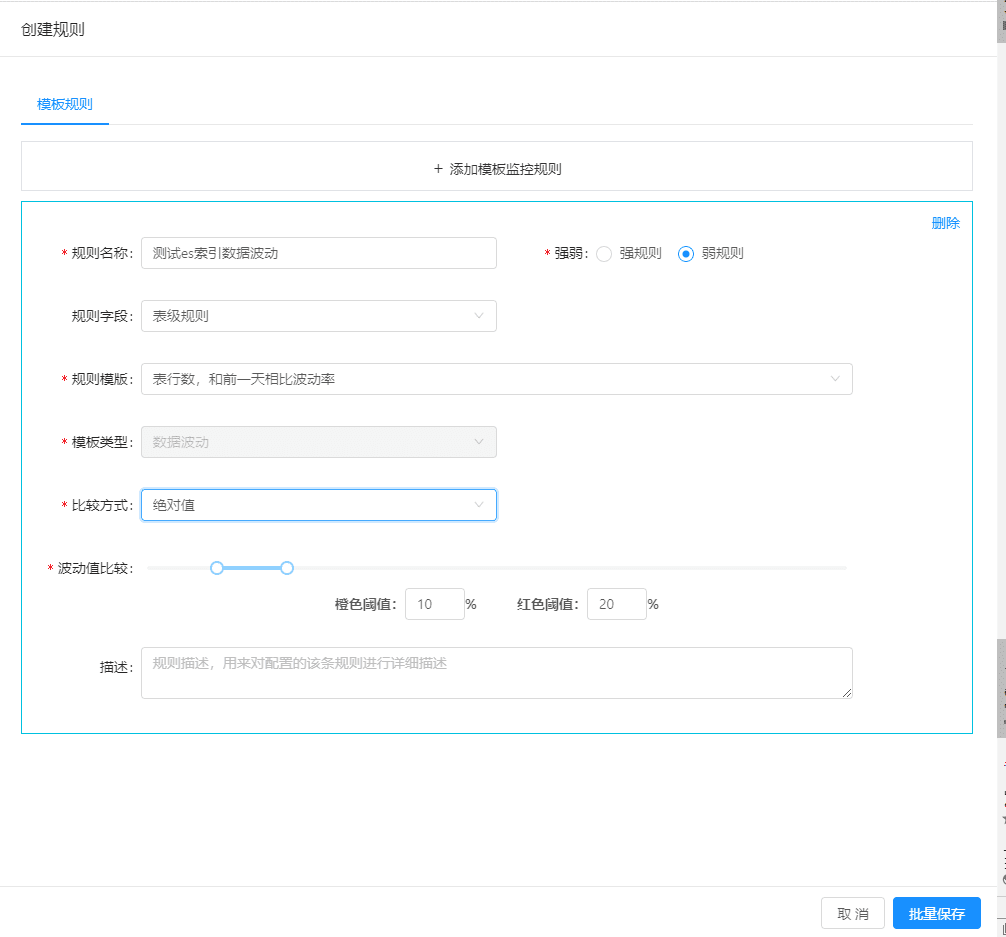 创建规则
模板规则
+ 添加模板监控规则
删除
* 规则名称: 测试es索引数据波动 * 强弱: 强规则 弱规则
规则字段: 表级规则
* 规则模版: 表行数，和前一天相比波动率
* 模板类型: 数据波动
* 比较方式: 绝对值
* 波动值比较:
橙色阈值: 10 % 红色阈值: 20 %
描述: 规则描述，用来对配置的该条规则进行详细描述
取 消 批量保存